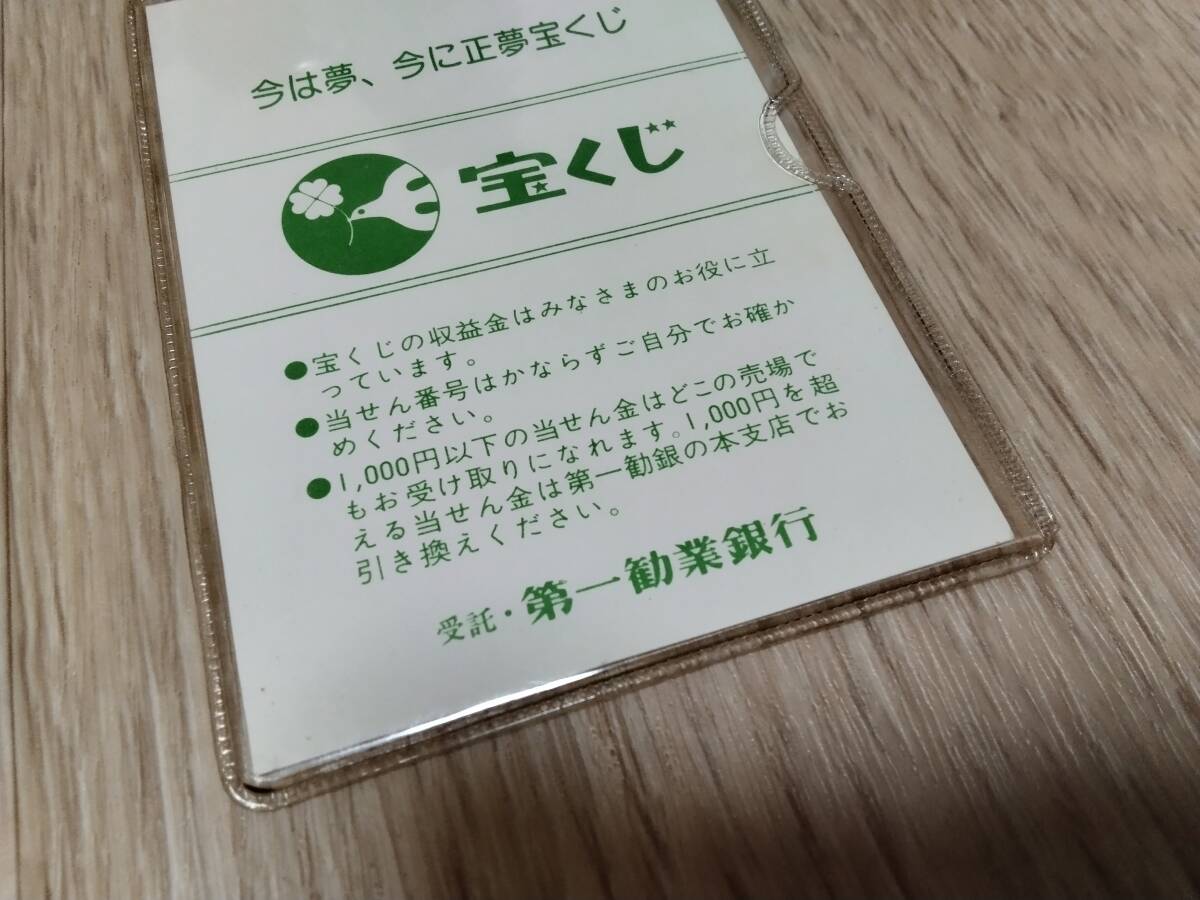 今は夢、今に正夢宝くじ
宝くじ
●宝くじの収益金はみなさまのお役に立
っています。
●当せん番号はかならずご自分でお確か
めください。
●1,000円以下の当せん金はどこの売場で
もお受け取りになれます。1,000円を超
える当せん金は第一勧銀の本支店でお
引き換えください。
受託・第一勧業銀行